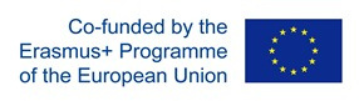 Co-funded by the
Erasmus+ Programme
of the European Union